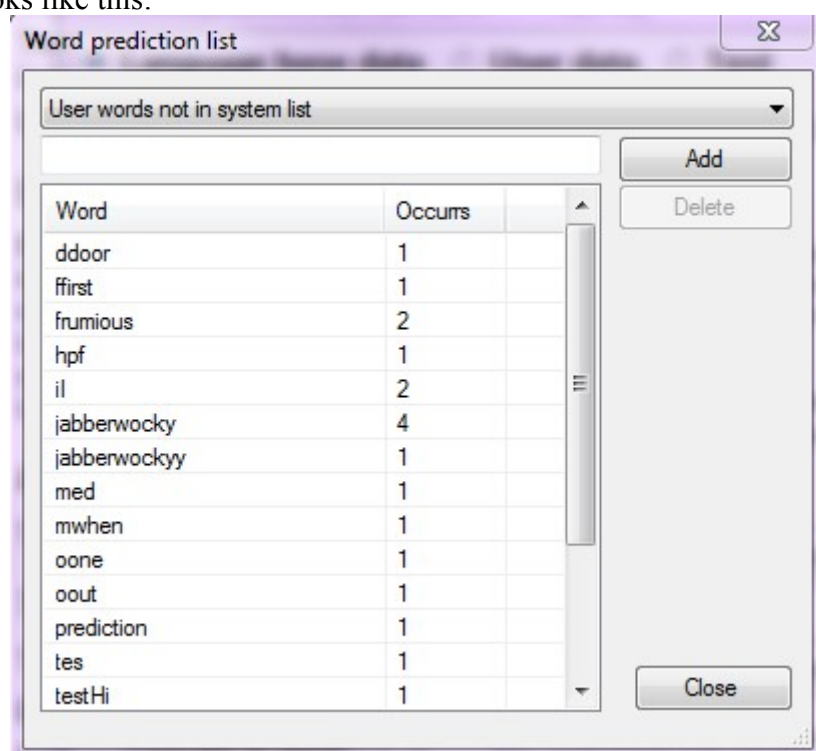 like this:
Word prediction list
User words not in system list
Add
Word Occurrs Delete
ddoor 1
ffirst 1
frumious 2
hpf 1
il 2
jabberwocky 4
jabberwockyy 1
med 1
mwhen 1
oone 1
oout 1
prediction 1
tes 1
testHi 1
Close